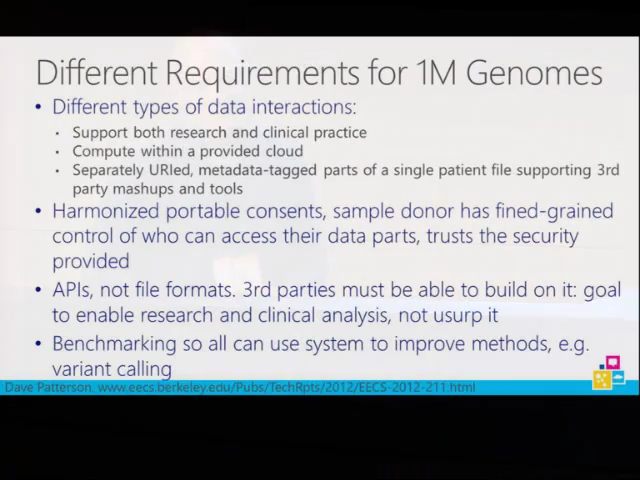 Different Requirements for 1M Genomes
• Different types of data interactions:
• Support both research and clinical practice
• Compute within a provided cloud
• Separately URIed, metadata-tagged parts of a single patient file supporting 3rd
party mashups and tools
• Harmonized portable consents, sample donor has fined-grained
control of who can access their data parts, trusts the security
provided
• APIs, not file formats. 3rd parties must be able to build on it: goal
to enable research and clinical analysis, not usurp it
• Benchmarking so all can use system to improve methods, e.g.
variant calling
Dave Patterson. www.eecs.berkeley.edu/Pubs/TechRpts/2012/EECS-2012-211.html